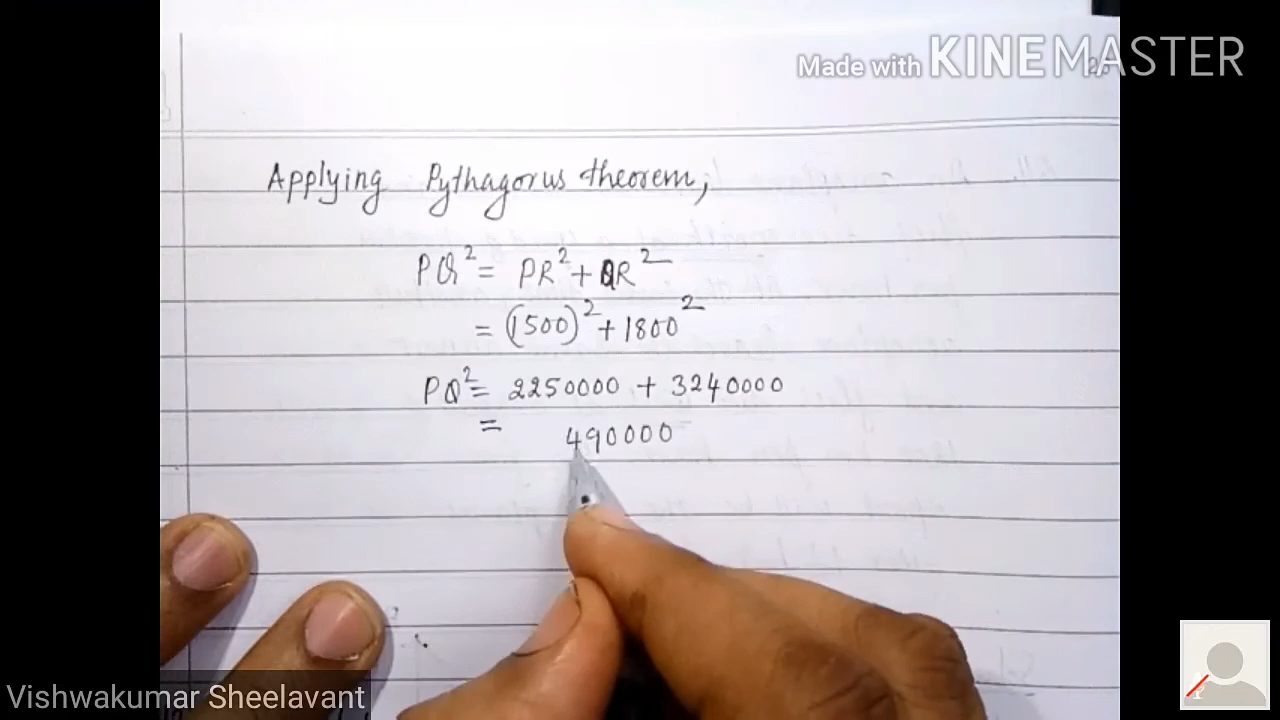 Made with KINEMASTER
Applying Pythagorus theorem,
PQ² = PR² + QR²
= (1500)² + 1800²
PQ² = 2250000 + 3240000
= 490000
Vishwakumar Sheelavant